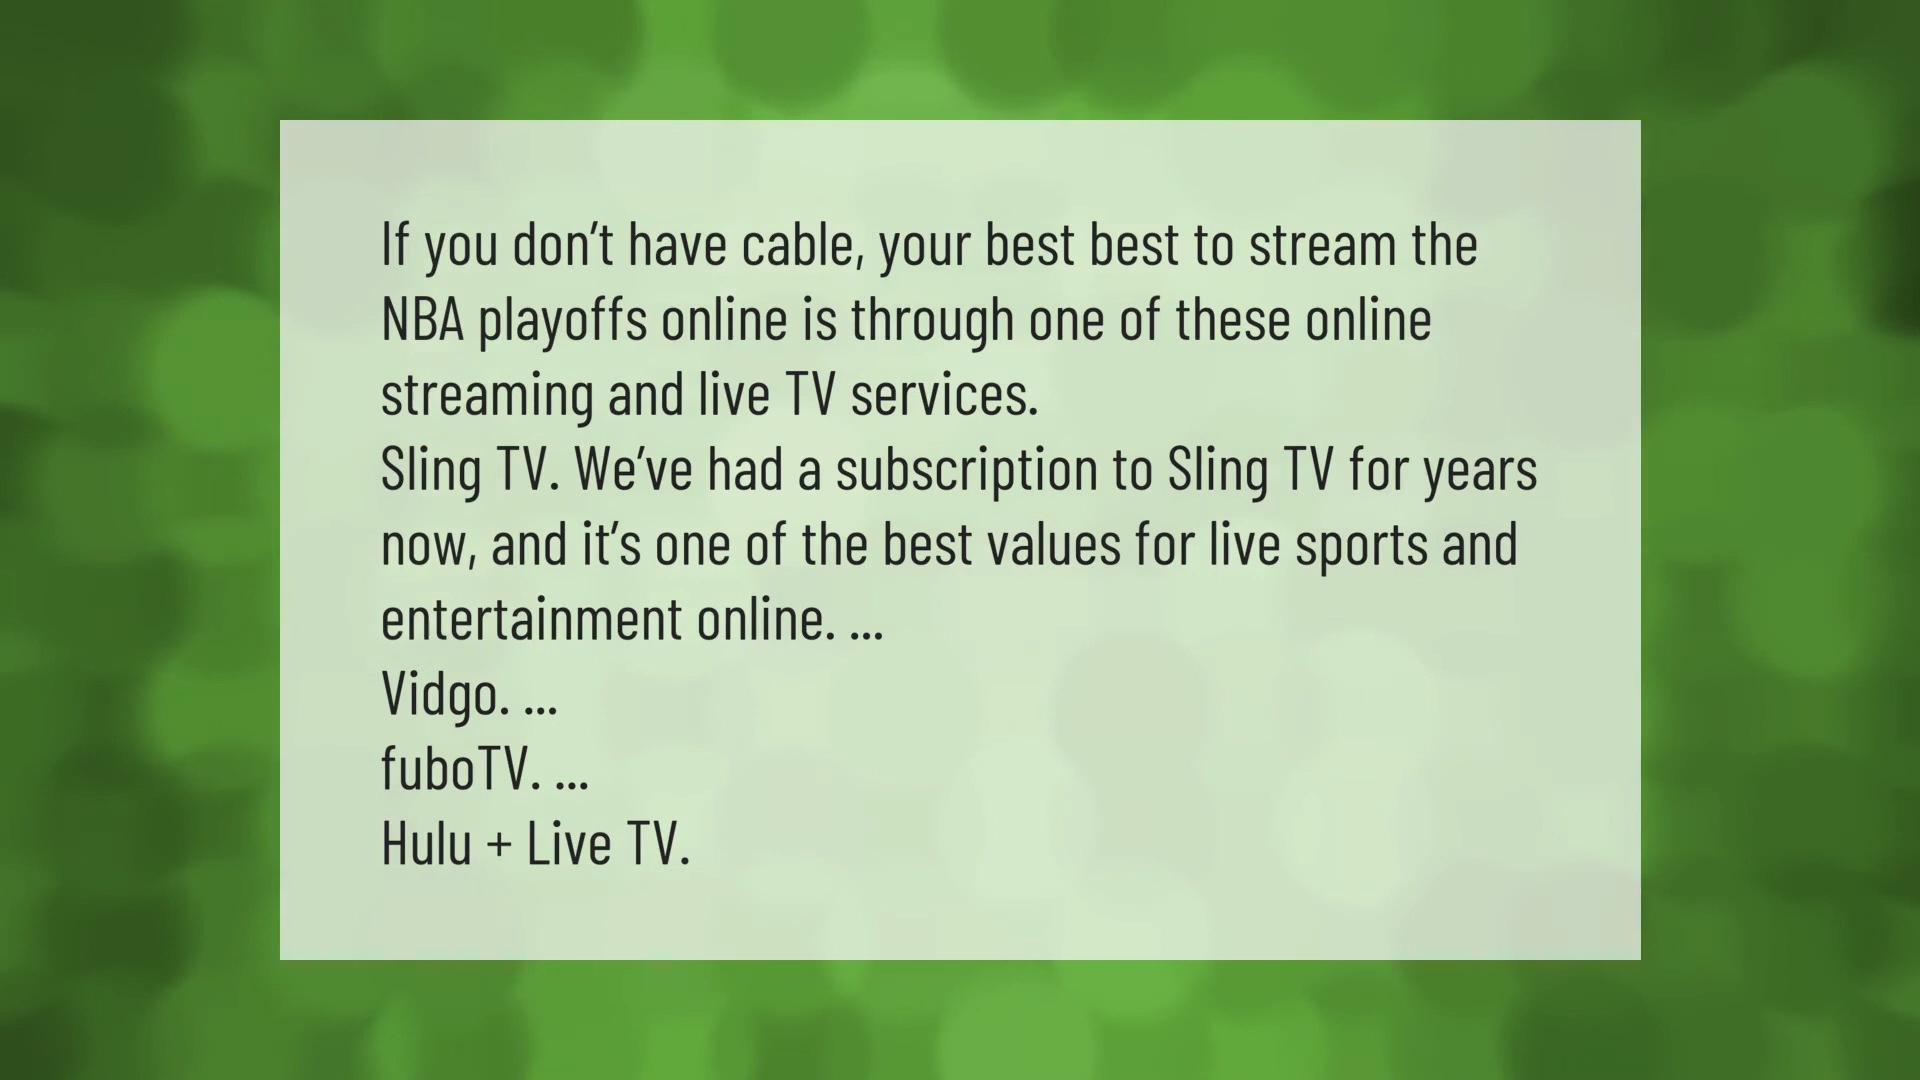 If you don’t have cable, your best best to stream the
NBA playoffs online is through one of these online
streaming and live TV services.
Sling TV. We’ve had a subscription to Sling TV for years
now, and it’s one of the best values for live sports and
entertainment online. ...
Vidgo. ...
fuboTV. ...
Hulu + Live TV.